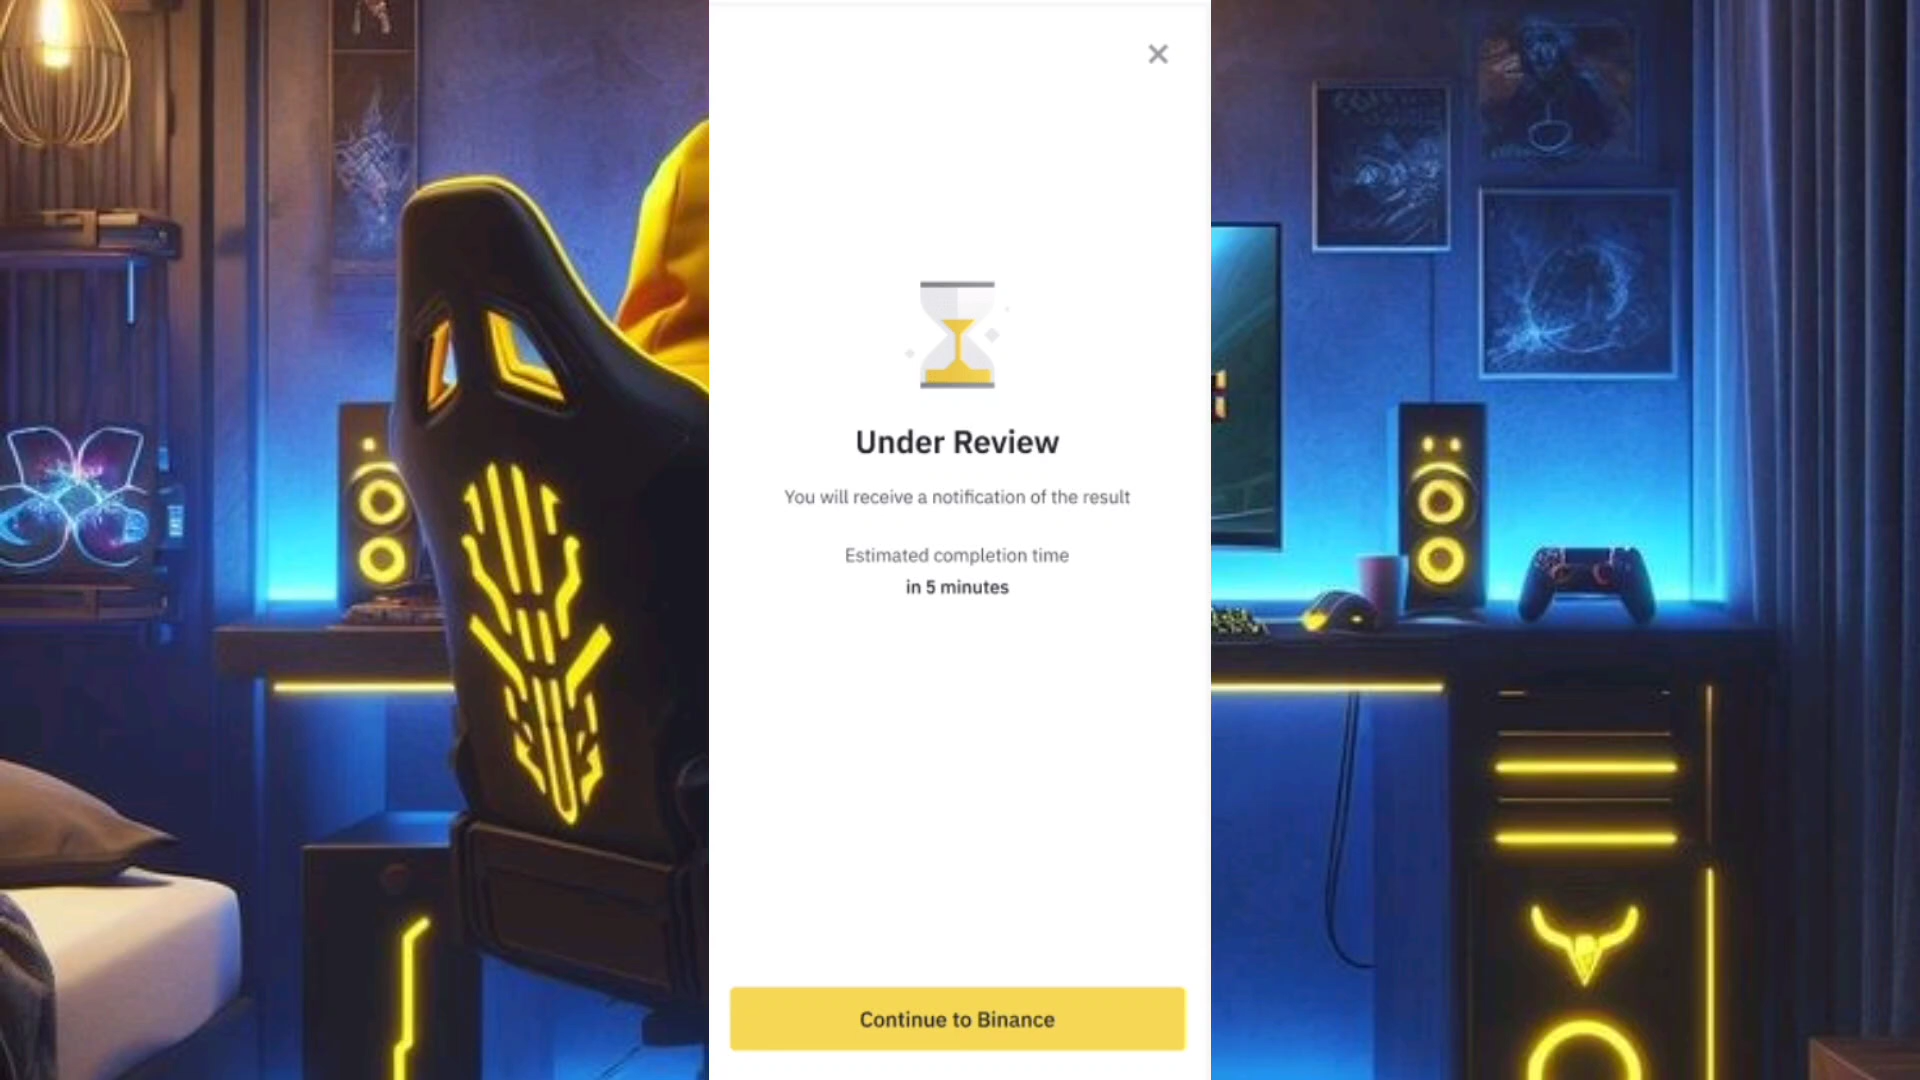 Under Review
You will receive a notification of the result
Estimated completion time
in 5 minutes
Continue to Binance